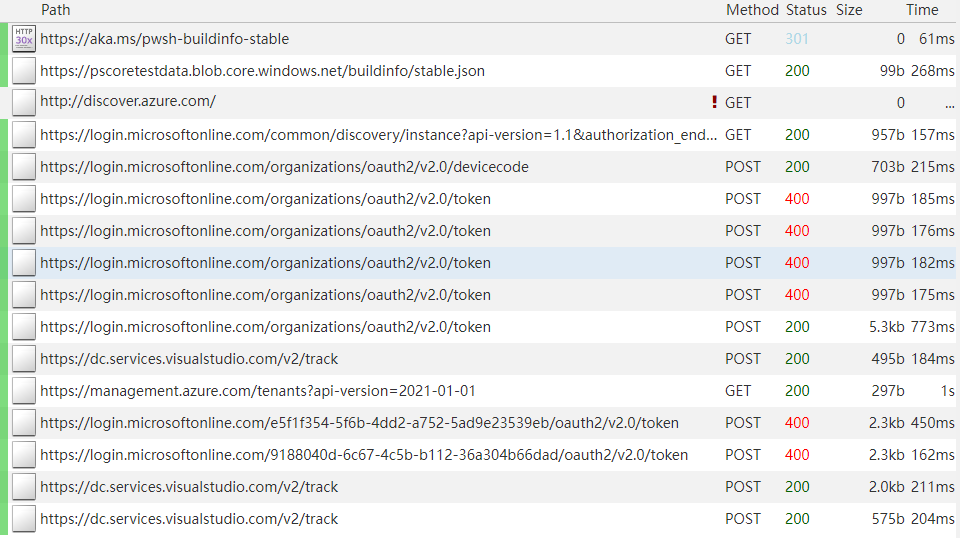 Path Method Status Size Time
HTTP 30x https://aka.ms/pwsh-buildinfo-stable GET 301 0 61ms
https://pscoretestdata.blob.core.windows.net/buildinfo/stable.json GET 200 99b 268ms
http://discover.azure.com/ ! GET 0 ...
https://login.microsoftonline.com/common/discovery/instance?api-version=1.1&authorization_end... GET 200 957b 157ms
https://login.microsoftonline.com/organizations/oauth2/v2.0/devicecode POST 200 703b 215ms
https://login.microsoftonline.com/organizations/oauth2/v2.0/token POST 400 997b 185ms
https://login.microsoftonline.com/organizations/oauth2/v2.0/token POST 400 997b 176ms
https://login.microsoftonline.com/organizations/oauth2/v2.0/token POST 400 997b 182ms
https://login.microsoftonline.com/organizations/oauth2/v2.0/token POST 400 997b 175ms
https://login.microsoftonline.com/organizations/oauth2/v2.0/token POST 200 5.3kb 773ms
https://dc.services.visualstudio.com/v2/track POST 200 495b 184ms
https://management.azure.com/tenants?api-version=2021-01-01 GET 200 297b 1s
https://login.microsoftonline.com/e5f1f354-5f6b-4dd2-a752-5ad9e23539eb/oauth2/v2.0/token POST 400 2.3kb 450ms
https://login.microsoftonline.com/9188040d-6c67-4c5b-b112-36a304b66dad/oauth2/v2.0/token POST 400 2.3kb 162ms
https://dc.services.visualstudio.com/v2/track POST 200 2.0kb 211ms
https://dc.services.visualstudio.com/v2/track POST 200 575b 204ms